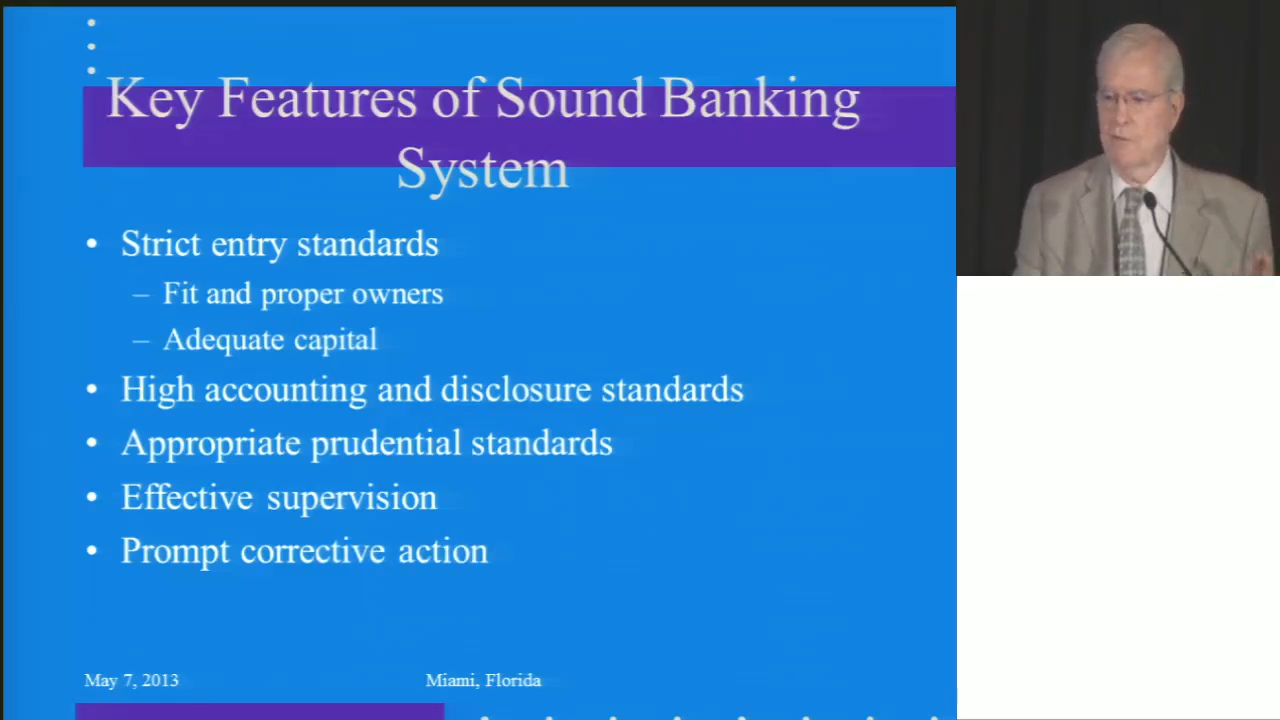 Key Features of Sound Banking
System
• Strict entry standards
– Fit and proper owners
– Adequate capital
• High accounting and disclosure standards
• Appropriate prudential standards
• Effective supervision
• Prompt corrective action
May 7, 2013
Miami, Florida